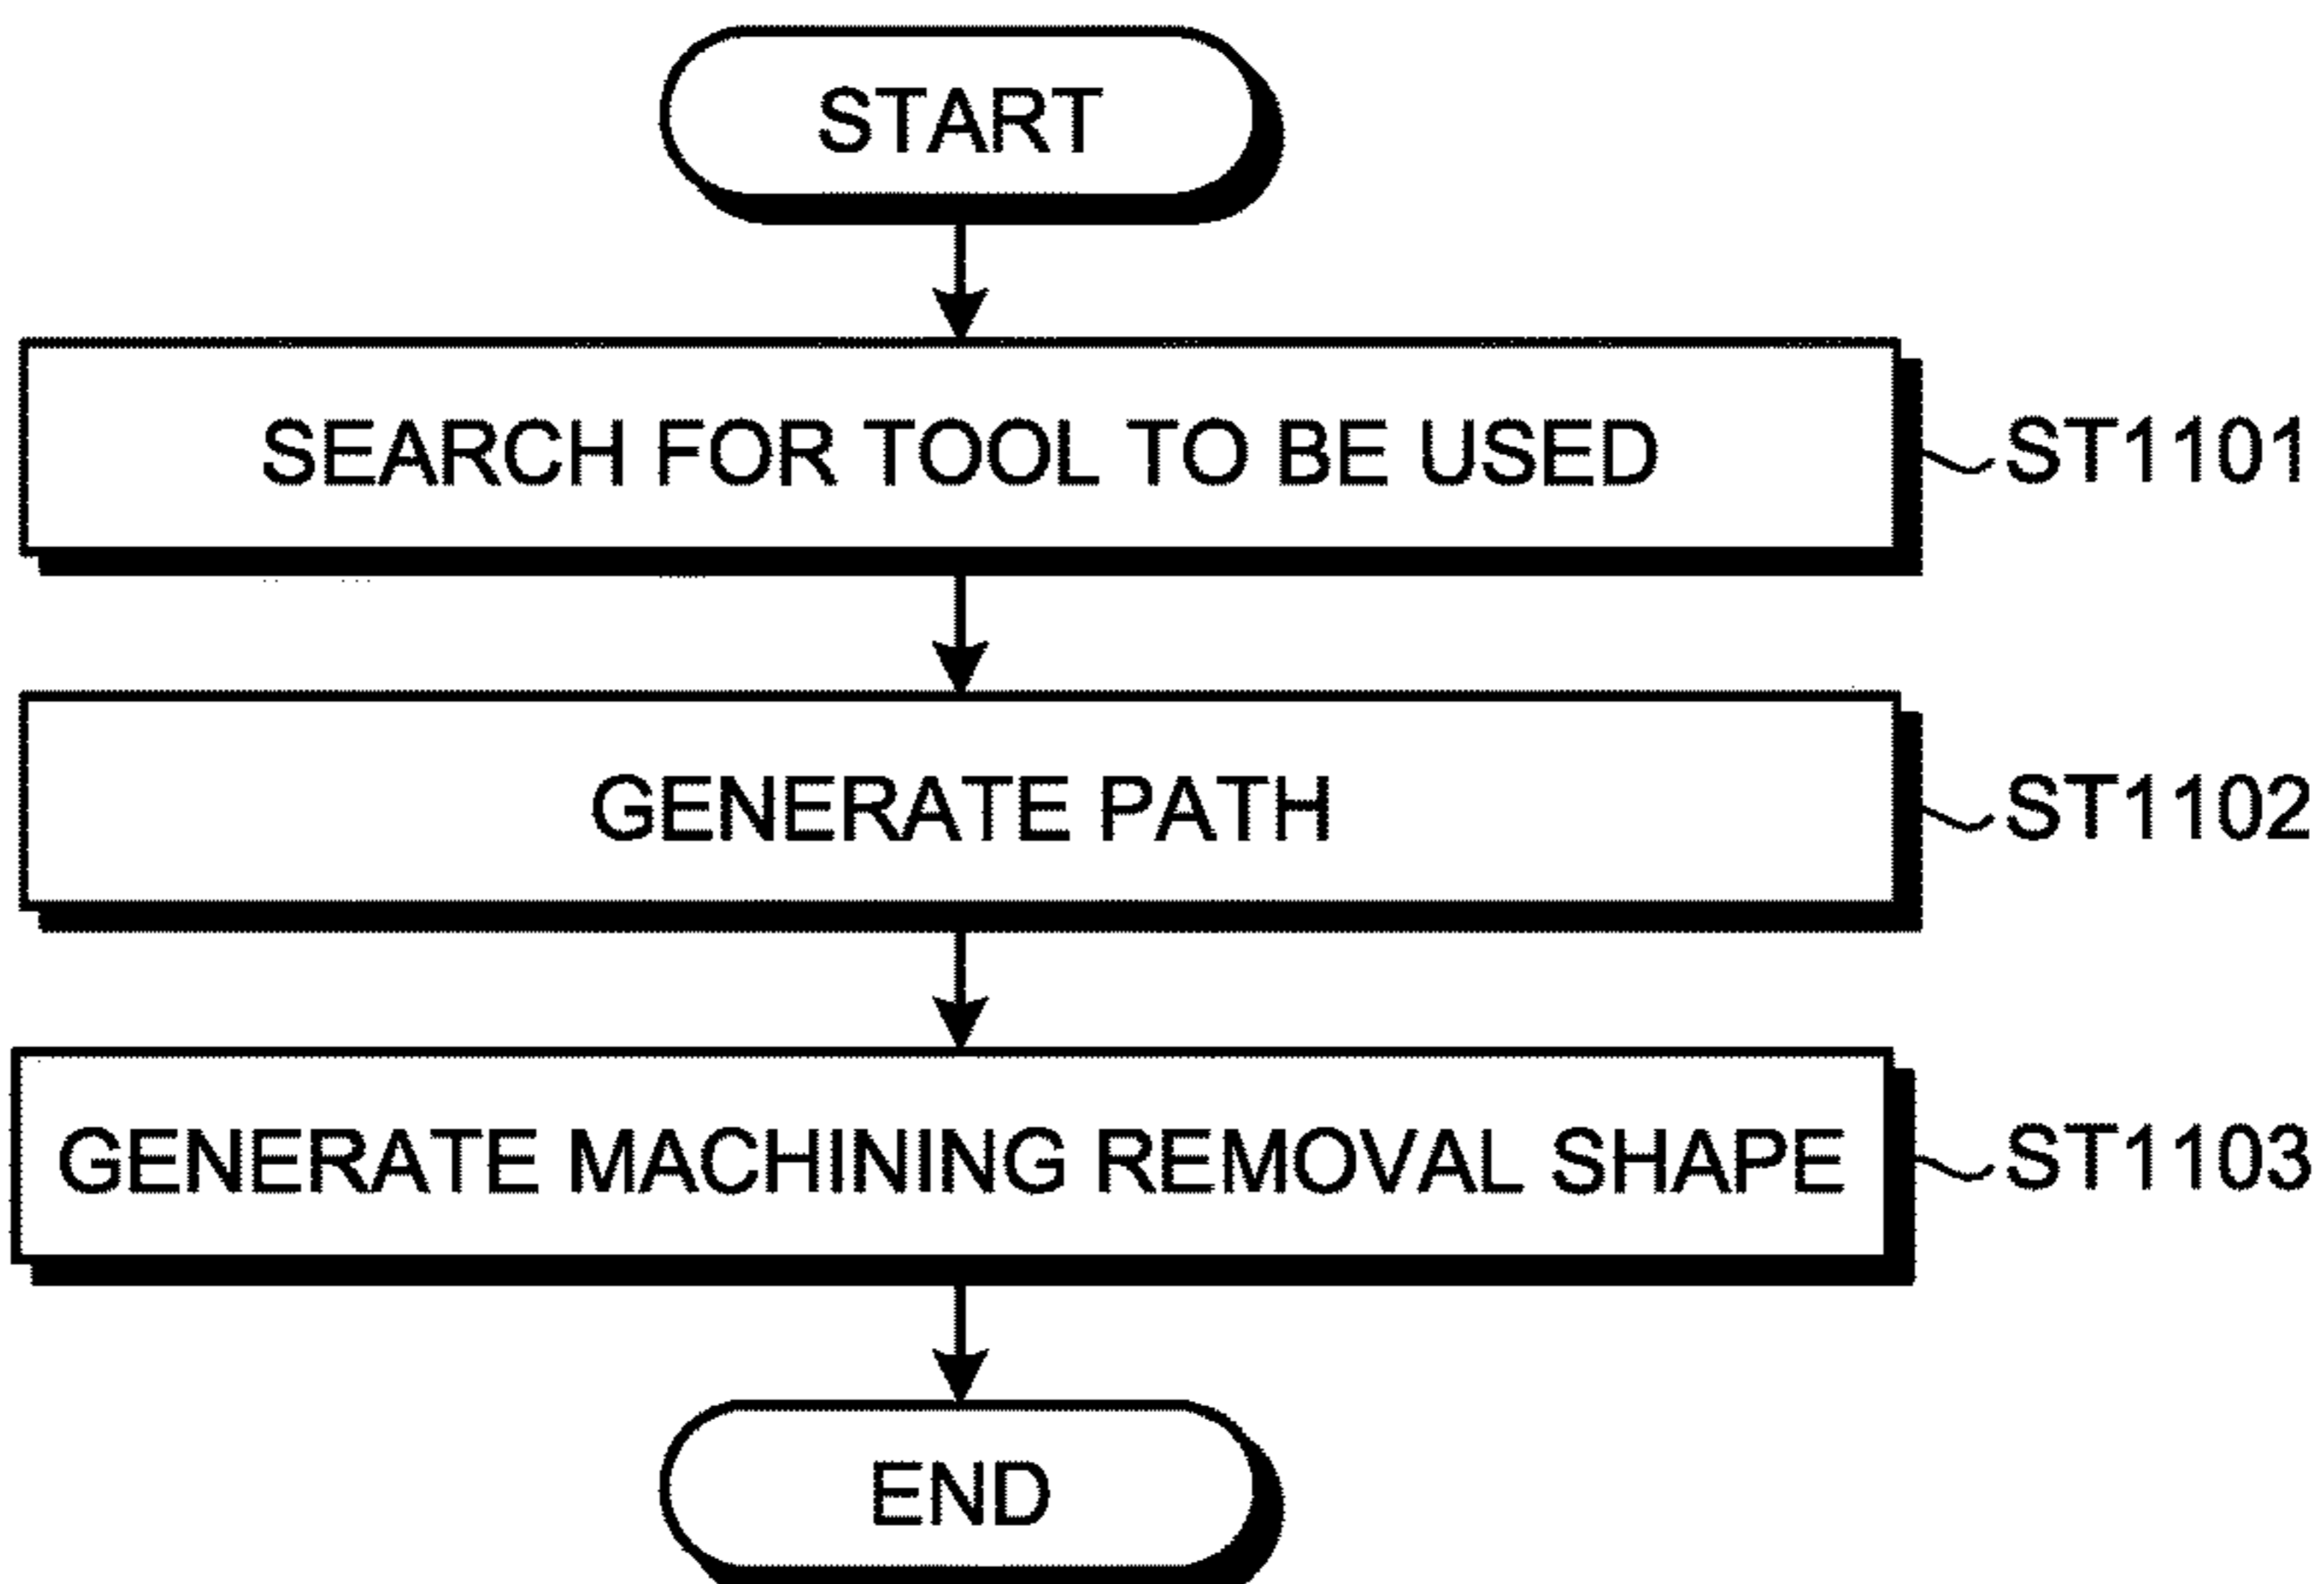 START
SEARCH FOR TOOL TO BE USED
ST1101
GENERATE PATH
ST1102
GENERATE MACHINING REMOVAL SHAPE
ST1103
END